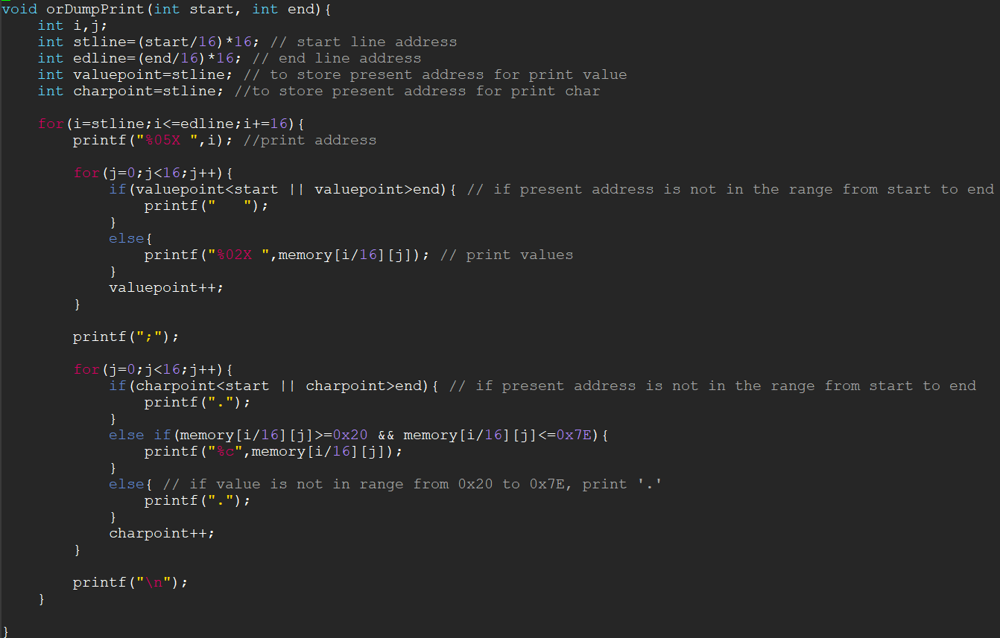 void orDumpPrint(int start, int end){
    int i,j;
    int stline=(start/16)*16; // start line address
    int edline=(end/16)*16; // end line address
    int valuepoint=stline; // to store present address for print value
    int charpoint=stline; //to store present address for print char

    for(i=stline;i<=edline;i+=16){
        printf("%05X ",i); //print address

        for(j=0;j<16;j++){
            if(valuepoint<start || valuepoint>end){ // if present address is not in the range from start to end
                printf("   ");
            }
            else{
                printf("%02X ",memory[i/16][j]); // print values
            }
            valuepoint++;
        }

        printf(";");

        for(j=0;j<16;j++){
            if(charpoint<start || charpoint>end){ // if present address is not in the range from start to end
                printf(".");
            }
            else if(memory[i/16][j]>=0x20 && memory[i/16][j]<=0x7E){
                printf("%c",memory[i/16][j]);
            }
            else{ // if value is not in range from 0x20 to 0x7E, print '.'
                printf(".");
            }
            charpoint++;
        }

        printf("\n");
    }

}